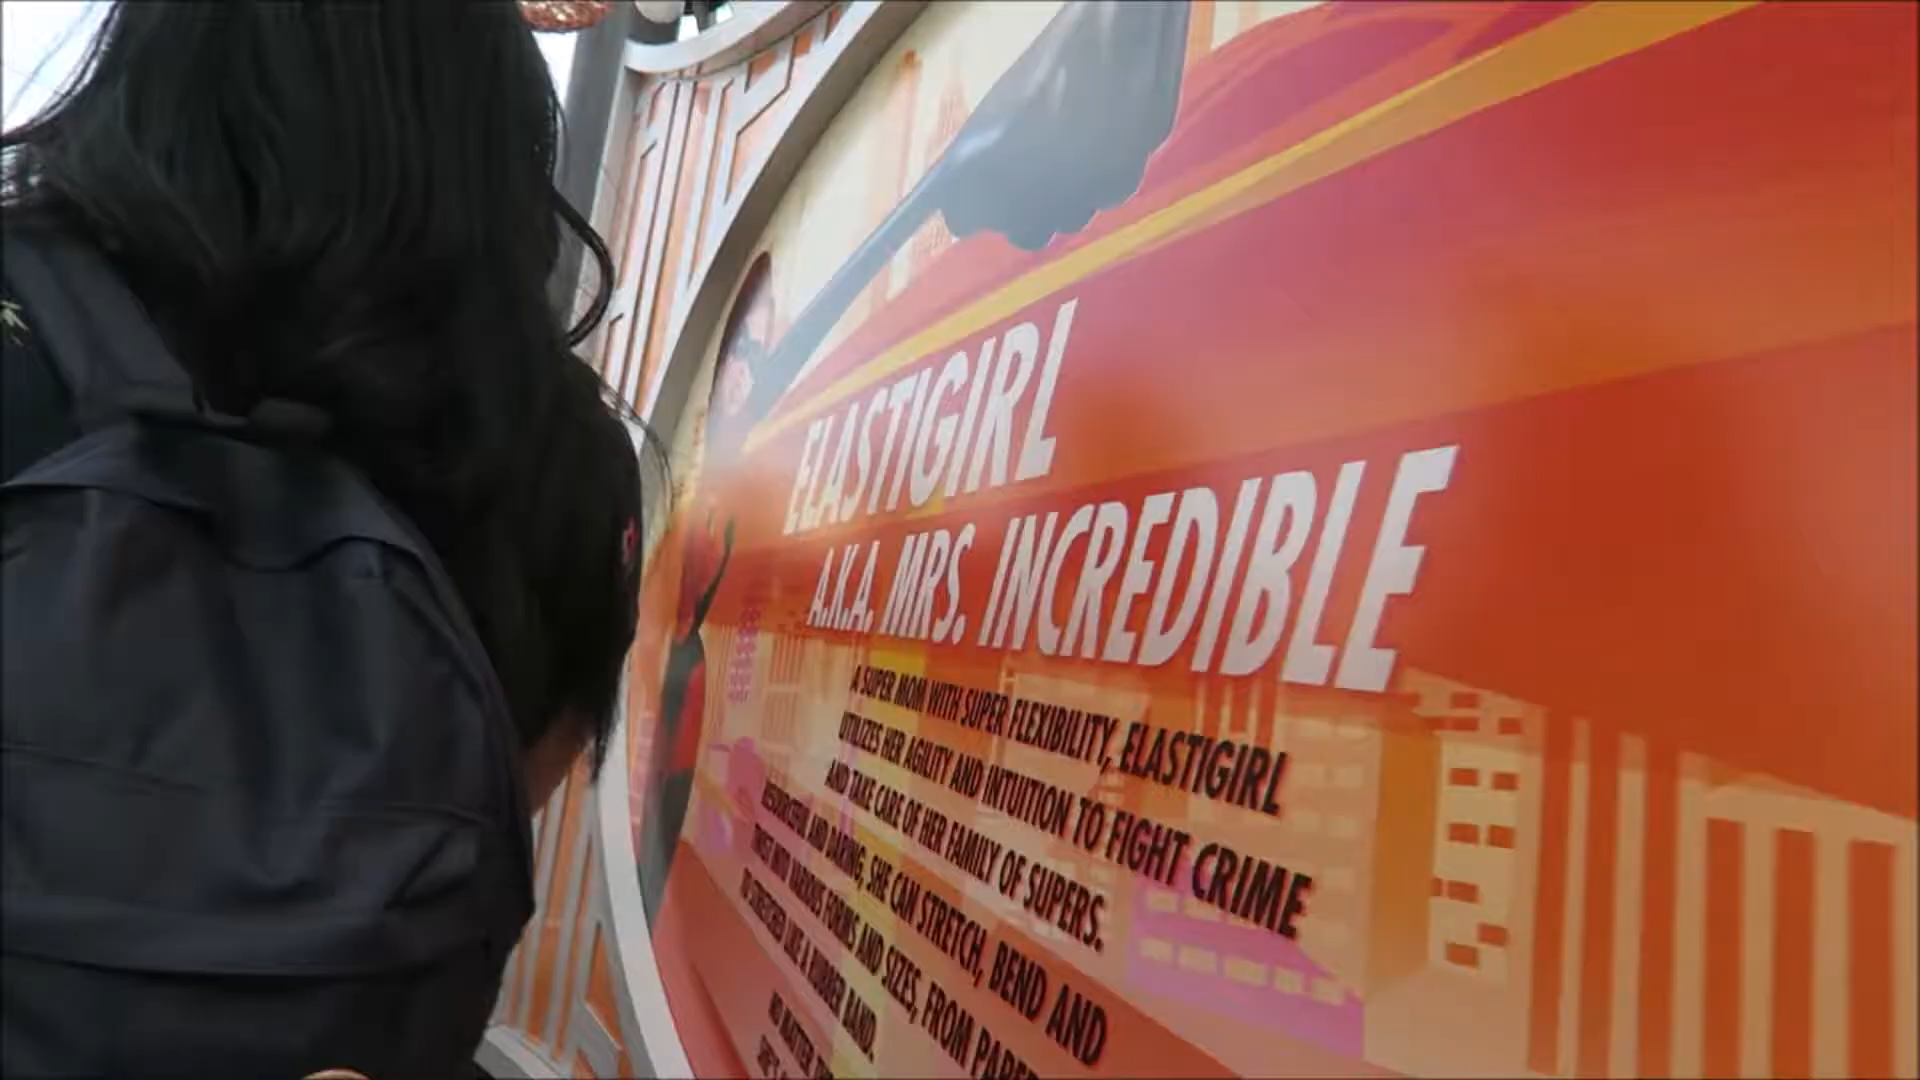 ELASTIGIRL
A.K.A. MRS. INCREDIBLE
A SUPER MOM WITH SUPER FLEXIBILITY, ELASTIGIRL
UTILIZES HER AGILITY AND INTUITION TO FIGHT CRIME
AND TAKE CARE OF HER FAMILY OF SUPERS.
RESOURCEFUL AND DARING, SHE CAN STRETCH, BEND AND
TWIST INTO VARIOUS FORMS AND SIZES, FROM PAPER
TO STRETCHED LIKE A RUBBER BAND.
NO MATTER